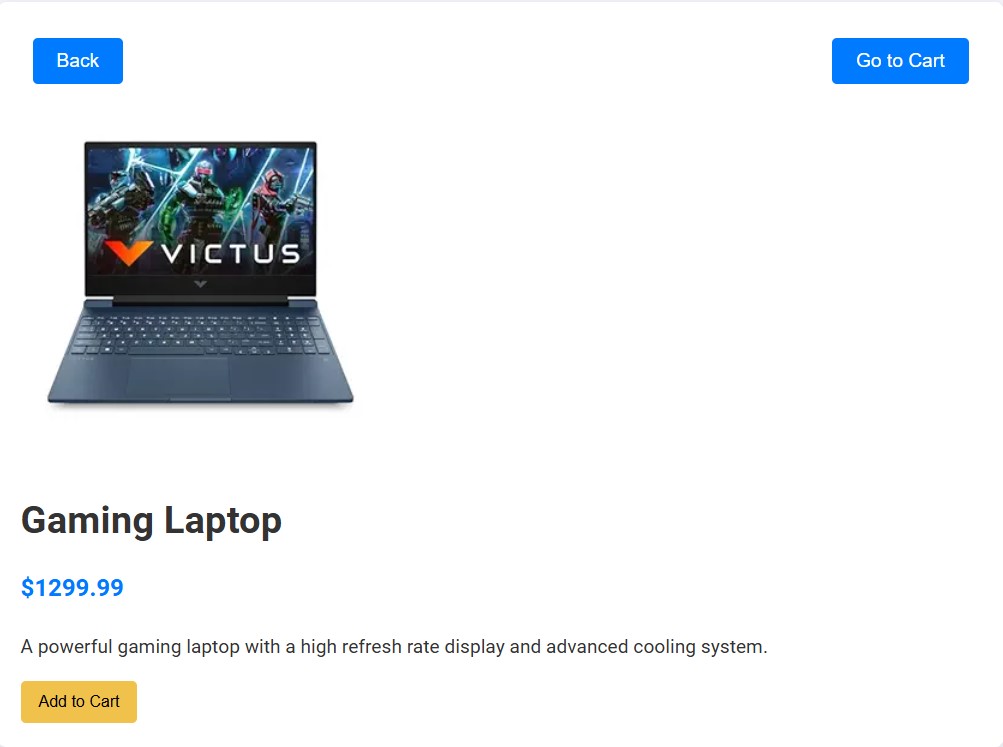 Back
Go to Cart
VICTUS
Gaming Laptop
$1299.99
A powerful gaming laptop with a high refresh rate display and advanced cooling system.
Add to Cart